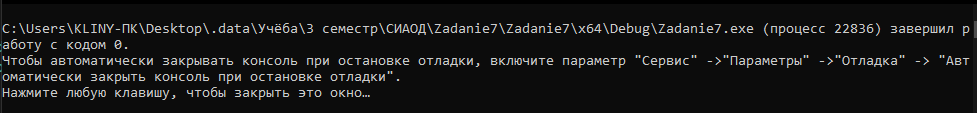 C:\Users\KLINY-ПК\Desktop\.data\Учёба\3 семестр\СИАОД\Zadanie7\Zadanie7\x64\Debug\Zadanie7.exe (процесс 22836) завершил р
аботу с кодом 0.
Чтобы автоматически закрывать консоль при остановке отладки, включите параметр "Сервис" ->"Параметры" ->"Отладка" -> "Авт
оматически закрыть консоль при остановке отладки".
Нажмите любую клавишу, чтобы закрыть это окно…